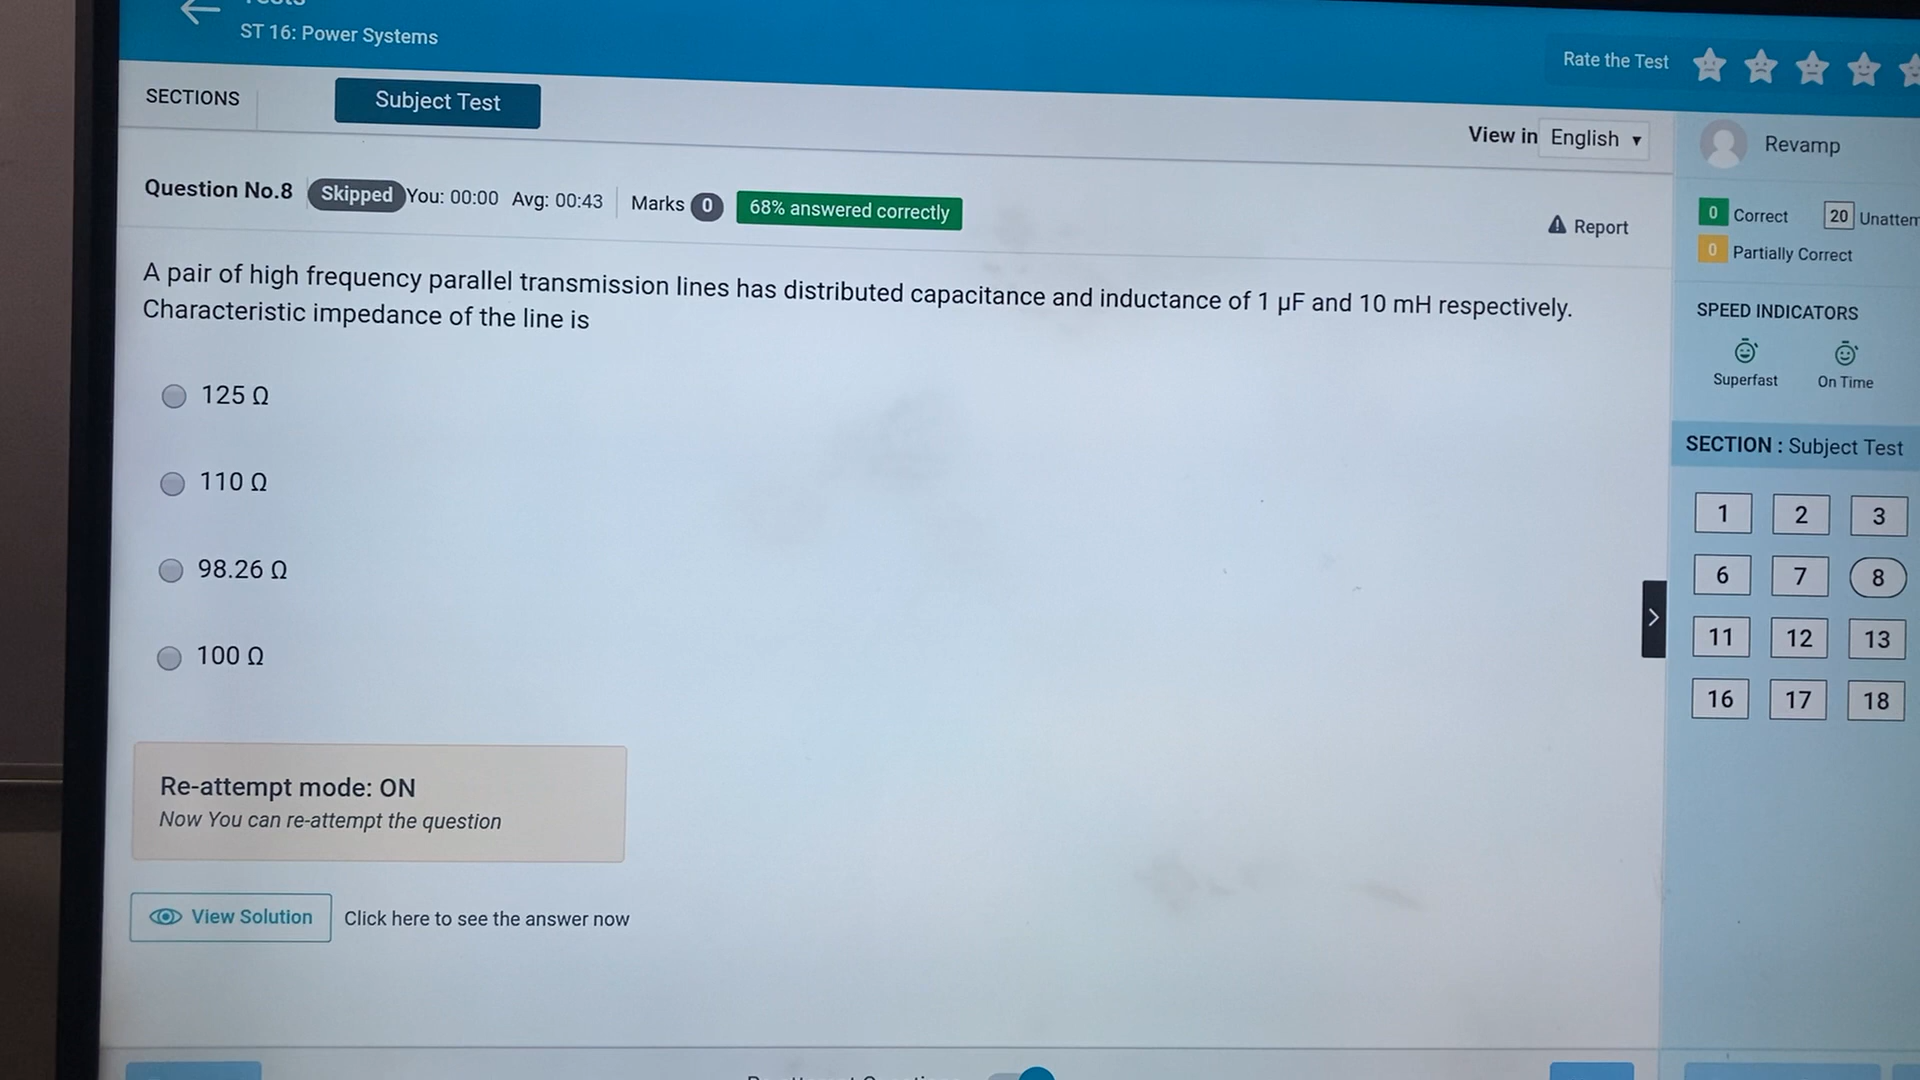 ST 16: Power Systems
Rate the Test
SECTIONS
Subject Test
View in English
Revamp
Question No.8 Skipped You: 00:00 Avg: 00:43 Marks 0 68% answered correctly
Report
0 Correct 20
0 Partially Correct
A pair of high frequency parallel transmission lines has distributed capacitance and inductance of 1 µF and 10 mH respectively.
Characteristic impedance of the line is
125 Ω
110 Ω
98.26 Ω
100 Ω
SPEED INDICATORS
Superfast On Time
SECTION : Subject Test
1 2 3
6 7 8
11 12 13
16 17 18
Re-attempt mode: ON
Now You can re-attempt the question
View Solution Click here to see the answer now